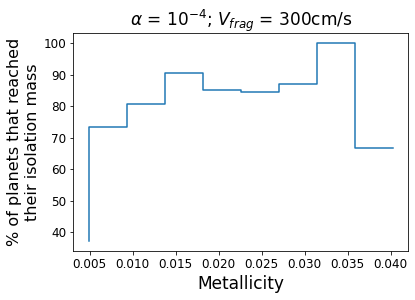 α = 10⁻⁴; V_frag = 300cm/s
% of planets that reached
their isolation mass
100
90
80
70
60
50
40
0.005 0.010 0.015 0.020 0.025 0.030 0.035 0.040
Metallicity